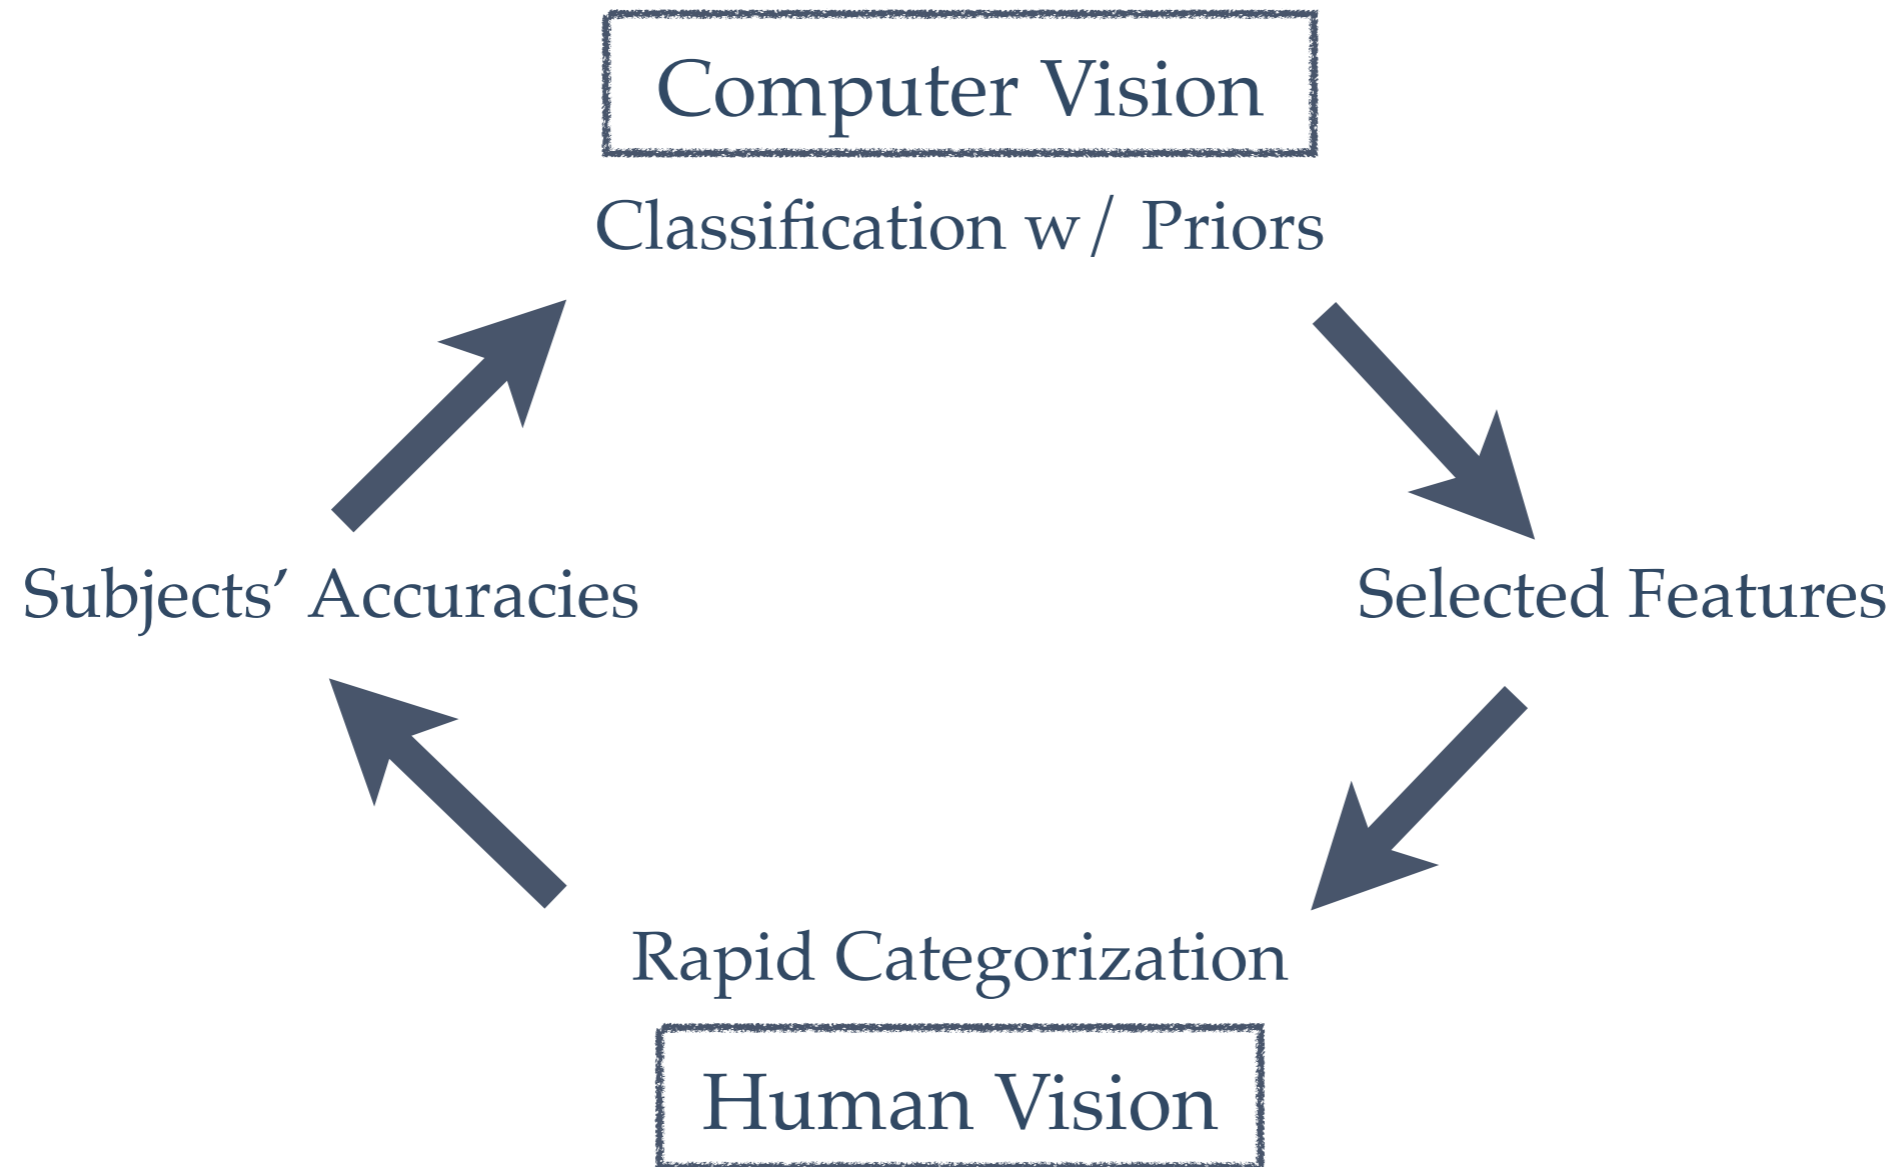 Computer Vision
Classification w/ Priors
Subjects’ Accuracies
Selected Features
Rapid Categorization
Human Vision